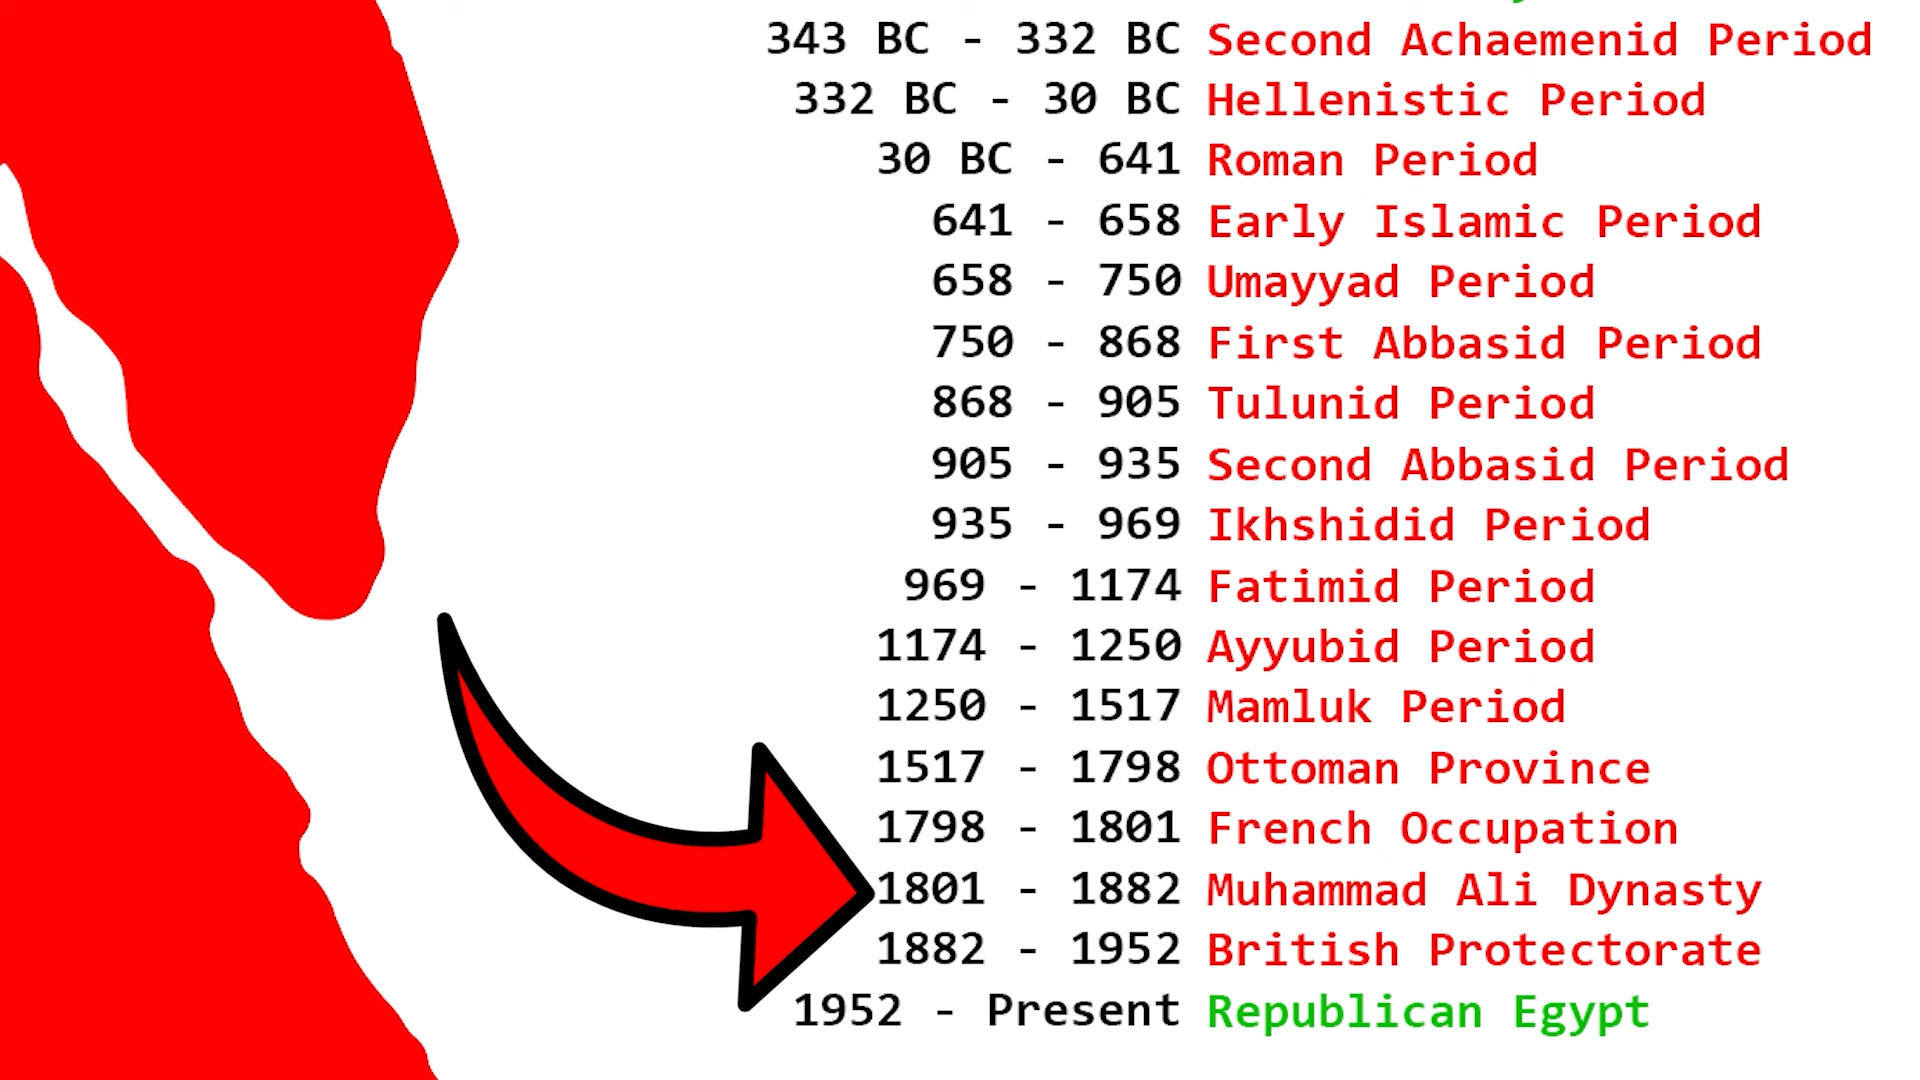 343 BC - 332 BC Second Achaemenid Period
332 BC - 30 BC Hellenistic Period
30 BC - 641 Roman Period
641 - 658 Early Islamic Period
658 - 750 Umayyad Period
750 - 868 First Abbasid Period
868 - 905 Tulunid Period
905 - 935 Second Abbasid Period
935 - 969 Ikhshidid Period
969 - 1174 Fatimid Period
1174 - 1250 Ayyubid Period
1250 - 1517 Mamluk Period
1517 - 1798 Ottoman Province
1798 - 1801 French Occupation
1801 - 1882 Muhammad Ali Dynasty
1882 - 1952 British Protectorate
1952 - Present Republican Egypt